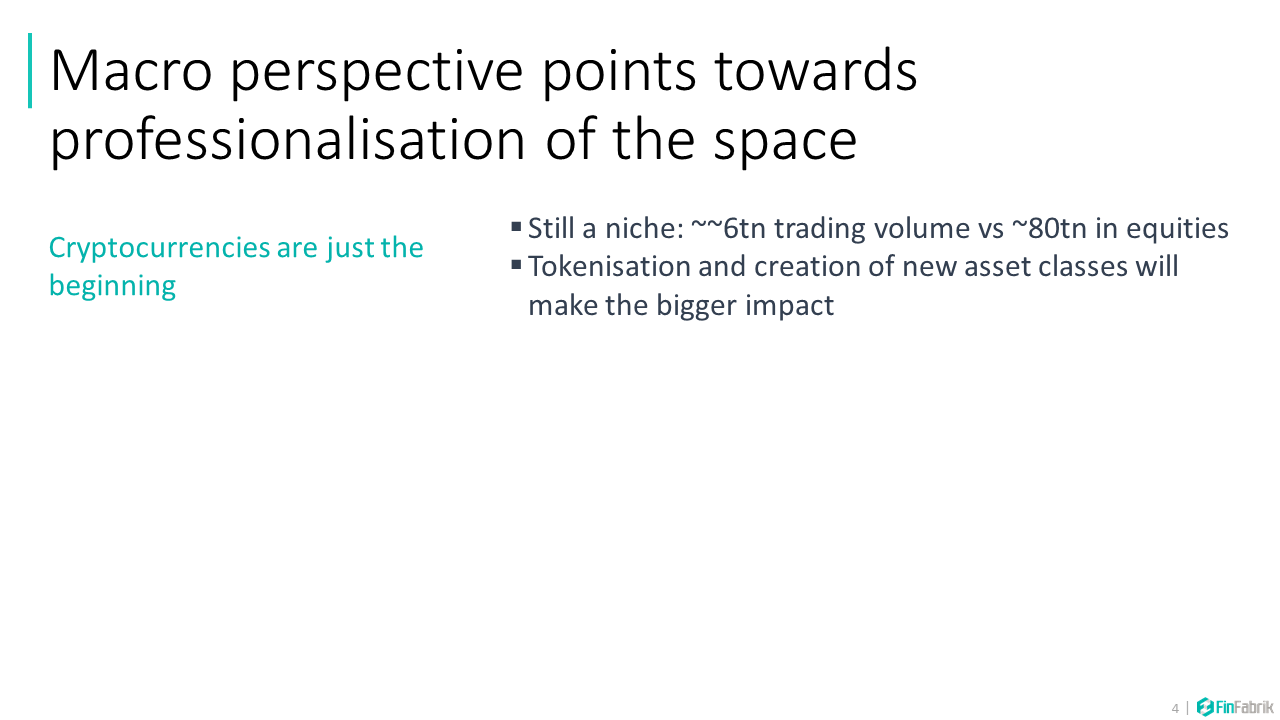 Macro perspective points towards
professionalisation of the space
Cryptocurrencies are just the
beginning
▪ Still a niche: ~~6tn trading volume vs ~80tn in equities
▪ Tokenisation and creation of new asset classes will
make the bigger impact
4 | FinFabrik